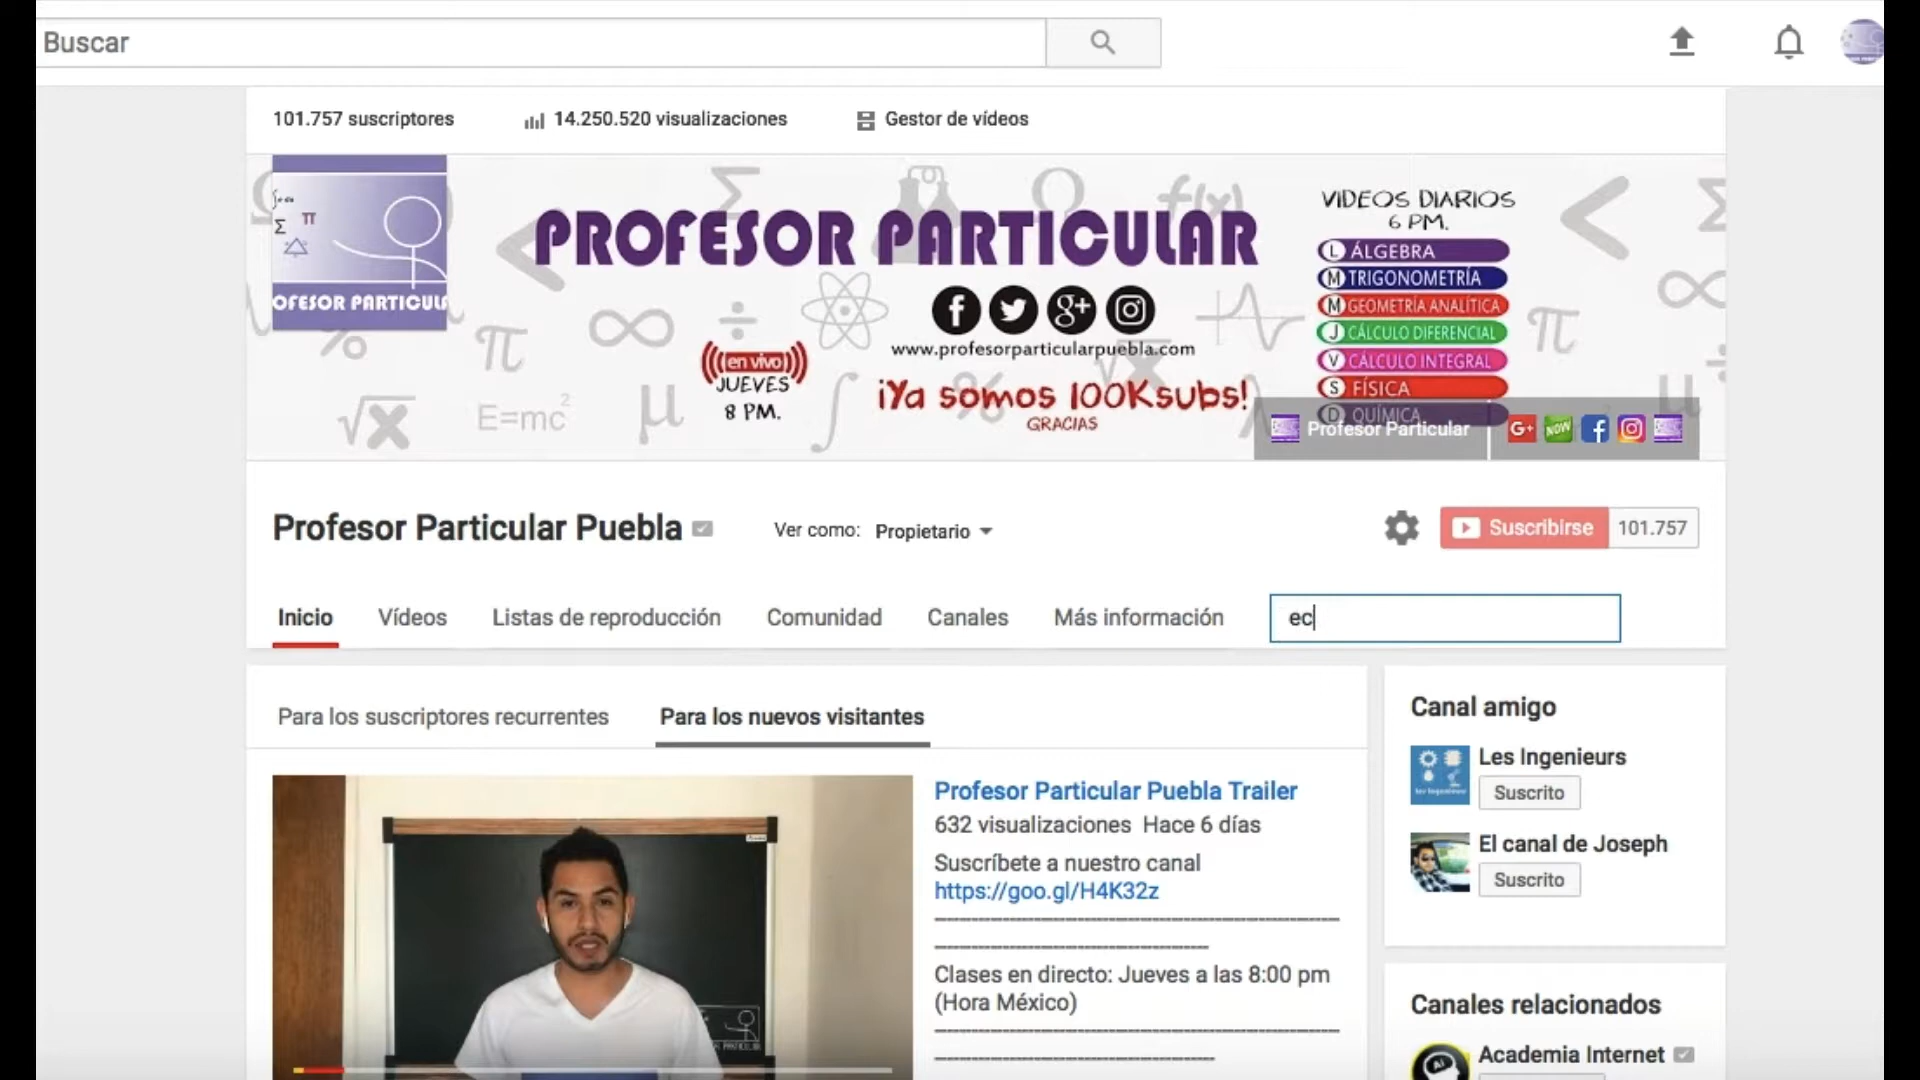 Buscar
101.757 suscriptores
14.250.520 visualizaciones
Gestor de vídeos
Σ
π
OFESOR PARTICULA
PROFESOR PARTICULAR
www.profesorparticularpuebla.com
¡Ya somos 100Ksubs!
GRACIAS
((en vivo))
JUEVES
8 PM.
E=mc²
f(x)
VIDEOS DIARIOS
6 PM.
L ÁLGEBRA
M TRIGONOMETRÍA
M GEOMETRÍA ANALÍTICA
J CÁLCULO DIFERENCIAL
V CÁLCULO INTEGRAL
S FÍSICA
D QUÍMICA
Profesor Particular
G+ NOW
Profesor Particular Puebla
Ver como: Propietario
Suscribirse 101.757
Inicio Vídeos Listas de reproducción Comunidad Canales Más información ec
Para los suscriptores recurrentes Para los nuevos visitantes
Profesor Particular Puebla Trailer
632 visualizaciones Hace 6 días
Suscríbete a nuestro canal
https://goo.gl/H4K32z
Clases en directo: Jueves a las 8:00 pm
(Hora México)
Canal amigo
Les Ingenieurs
Suscrito
El canal de Joseph
Suscrito
Canales relacionados
Academia Internet